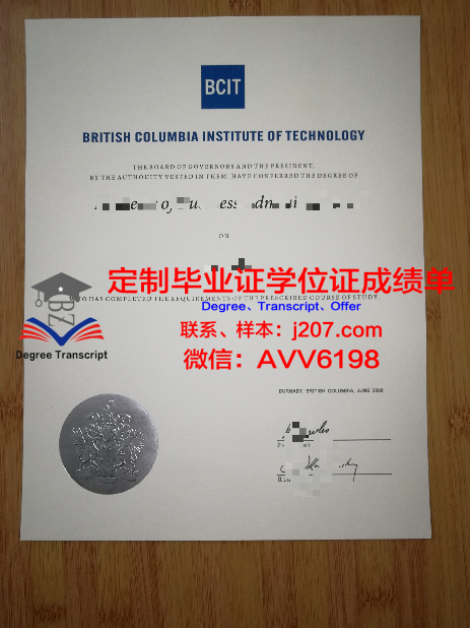 BCIT
BRITISH COLUMBIA INSTITUTE OF TECHNOLOGY
THE BOARD OF GOVERNORS AND THE PRESIDENT,
BY THE AUTHORITY VESTED IN THEM, HAVE CONFERRED THE DEGREE OF
ON
定制毕业证学位证成绩单
Degree、Transcript、Offer
HAS COMPLETED THE REQUIREMENTS OF THE PRESCRIBED COURSE OF STUDY.
BZ
联系、样本：j207.com
Degree Transcript
微信：AVV6198
BURNABY, BRITISH COLUMBIA, JUNE